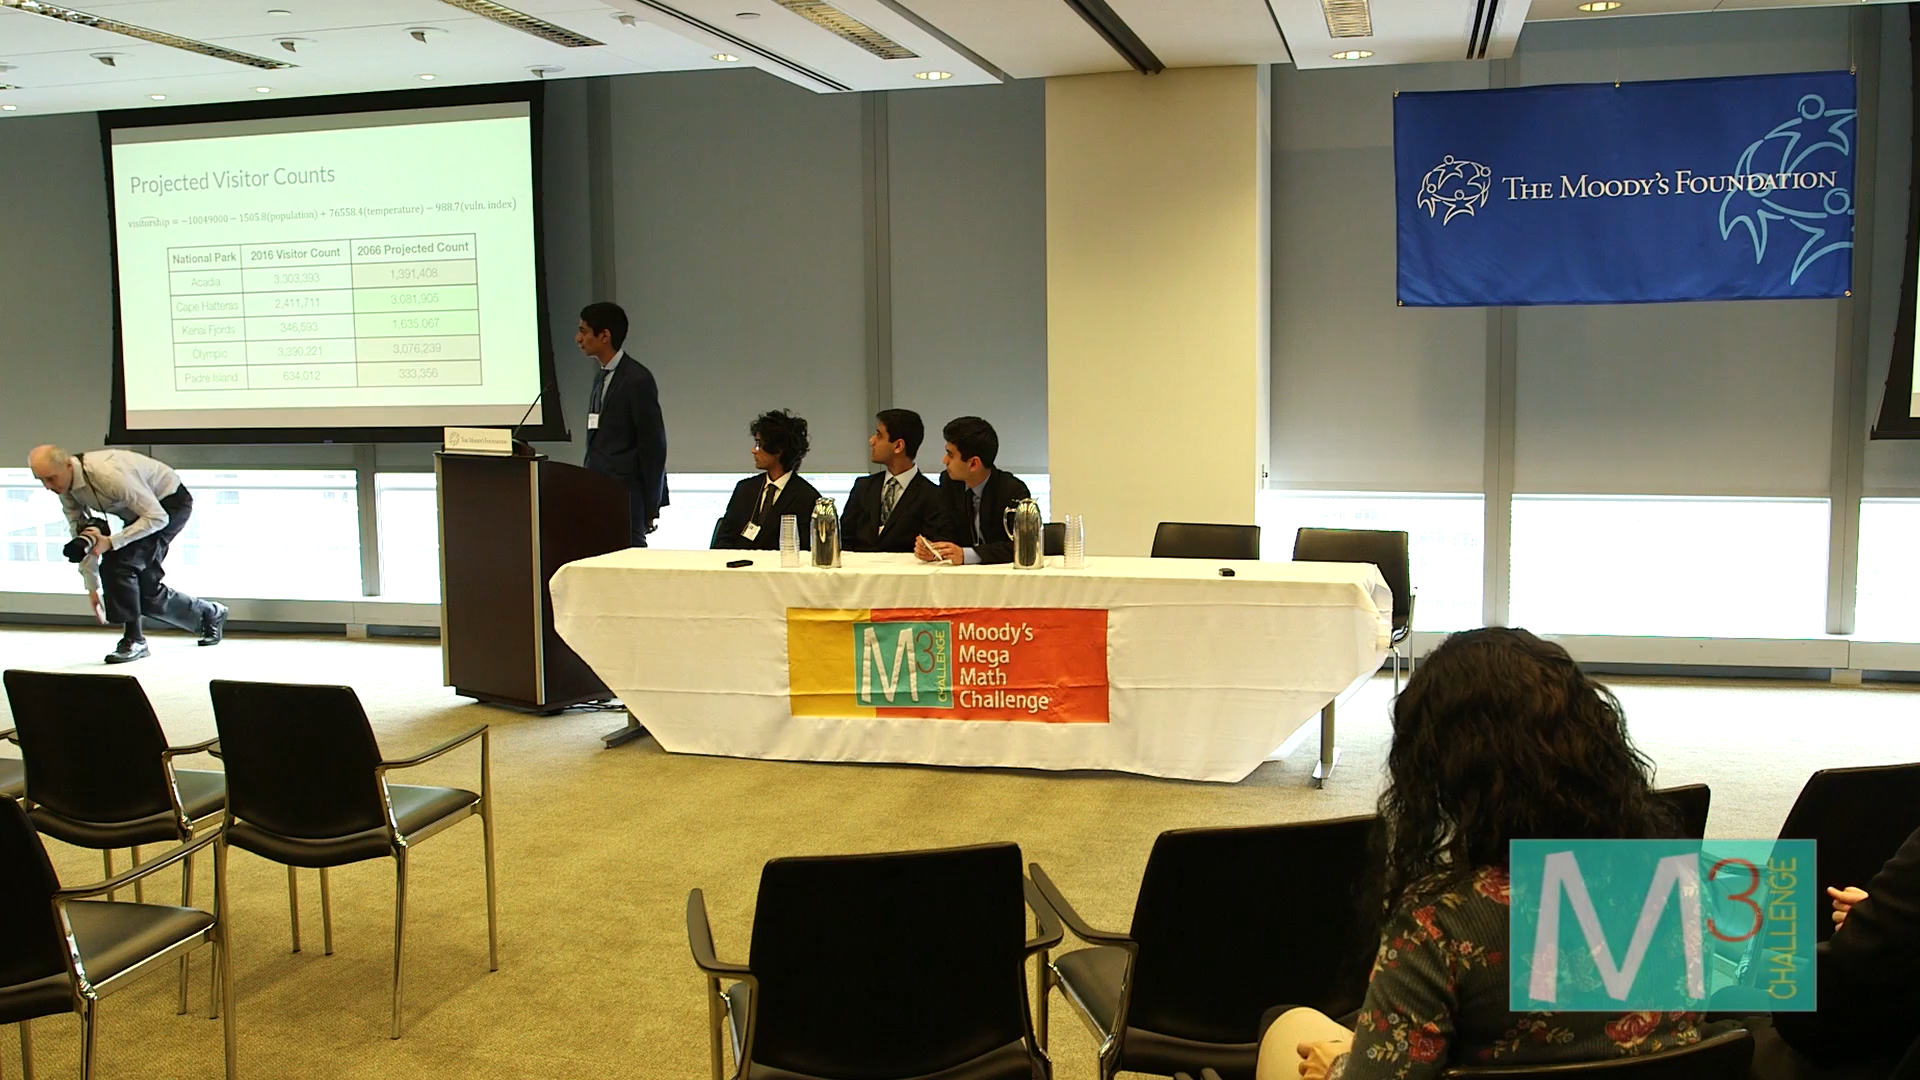 Projected Visitor Counts
visitorship = −10049000 − 1505.8(population) + 76558.4(temperature) − 988.7(vuln. index)
National Park 2016 Visitor Count 2066 Projected Count
Acadia 3,303,393 1,391,408
Cape Hatteras 2,411,711 3,081,905
Kenai Fjords 346,593 1,635,067
Olympic 3,390,221 3,076,239
Padre Island 634,012 333,356
THE MOODY'S FOUNDATION
THE MOODY'S FOUNDATION
M3
CHALLENGE
Moody's
Mega
Math
Challenge
M3
CHALLENGE